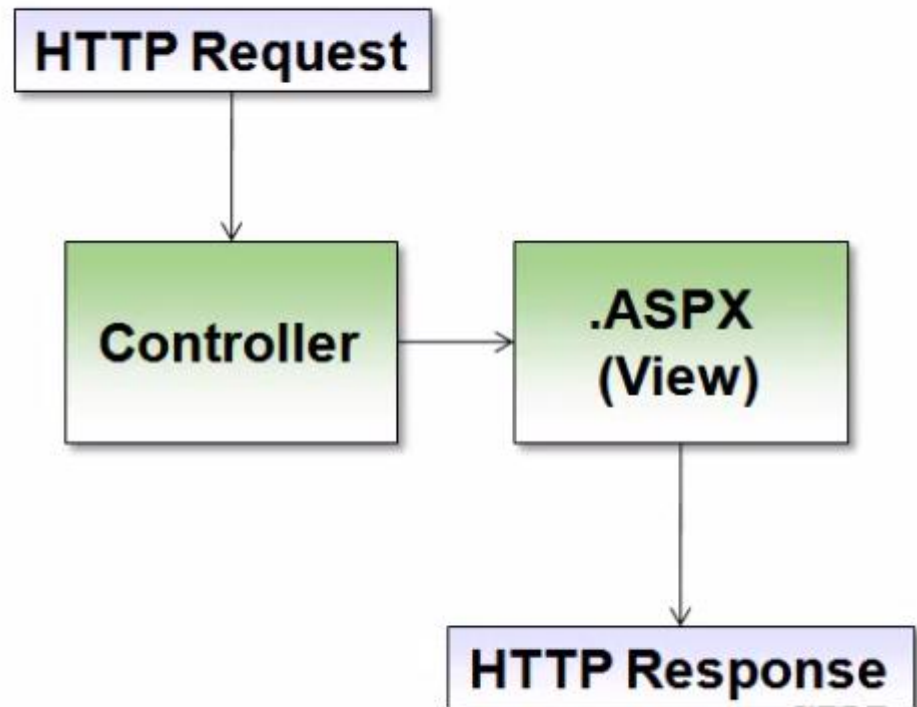 HTTP Request
Controller
.ASPX
(View)
HTTP Response